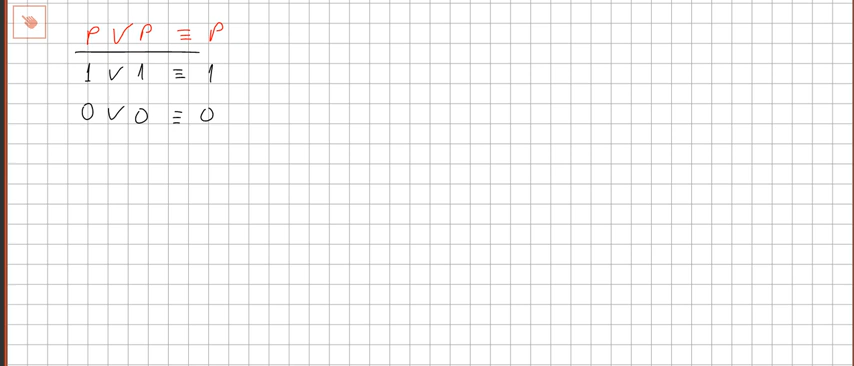 p ∨ p ≡ p
1 ∨ 1 ≡ 1
0 ∨ 0 ≡ 0